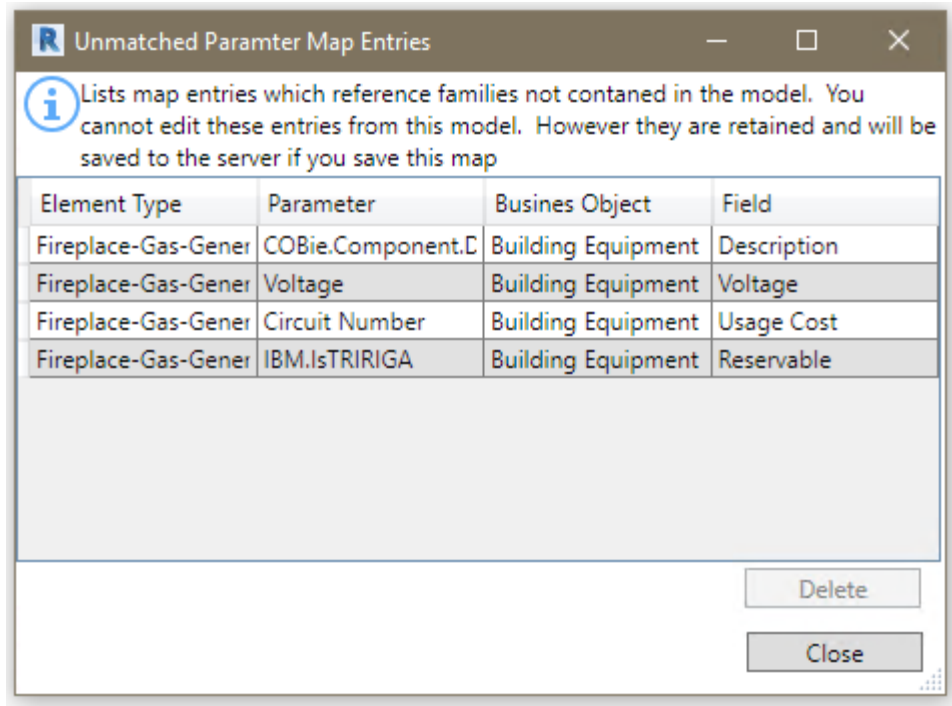 R Unmatched Paramter Map Entries
Lists map entries which reference families not contaned in the model. You
cannot edit these entries from this model. However they are retained and will be
saved to the server if you save this map
Element Type Parameter Busines Object Field
Fireplace-Gas-Gener COBie.Component.D Building Equipment Description
Fireplace-Gas-Gener Voltage Building Equipment Voltage
Fireplace-Gas-Gener Circuit Number Building Equipment Usage Cost
Fireplace-Gas-Gener IBM.IsTRIRIGA Building Equipment Reservable
Delete
Close